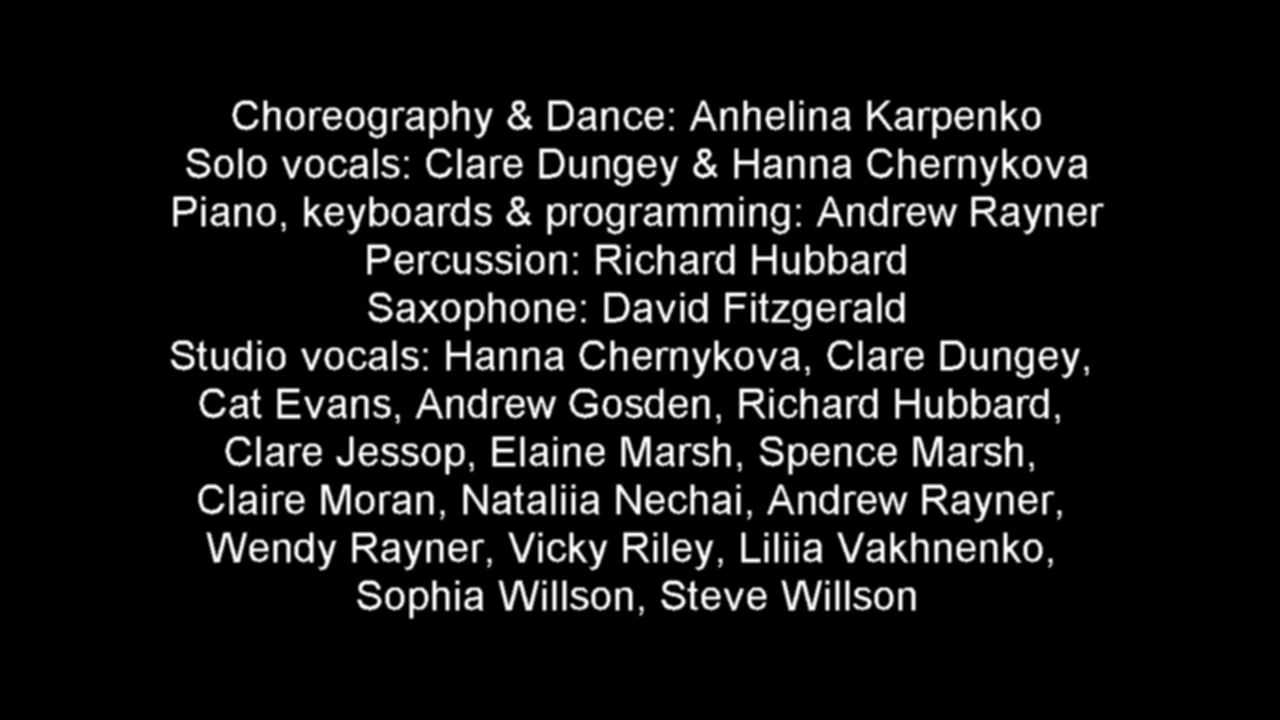 Choreography & Dance: Anhelina Karpenko
Solo vocals: Clare Dungey & Hanna Chernykova
Piano, keyboards & programming: Andrew Rayner
Percussion: Richard Hubbard
Saxophone: David Fitzgerald
Studio vocals: Hanna Chernykova, Clare Dungey,
Cat Evans, Andrew Gosden, Richard Hubbard,
Clare Jessop, Elaine Marsh, Spence Marsh,
Claire Moran, Nataliia Nechai, Andrew Rayner,
Wendy Rayner, Vicky Riley, Liliia Vakhnenko,
Sophia Willson, Steve Willson